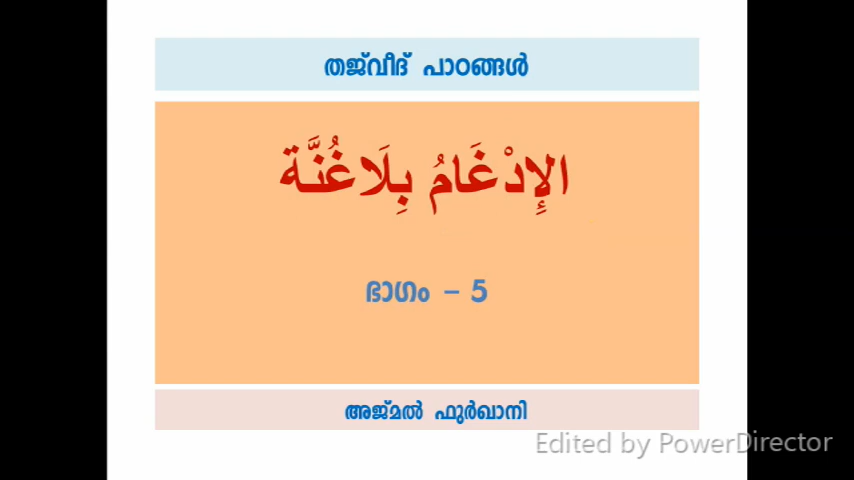 തജ്‌വീദ് പാഠങ്ങൾ
الإِدْغَامُ بِلَاغُنَّة
ഭാഗം – 5
അജ്മൽ ഫുർഖാനി
Edited by PowerDirector